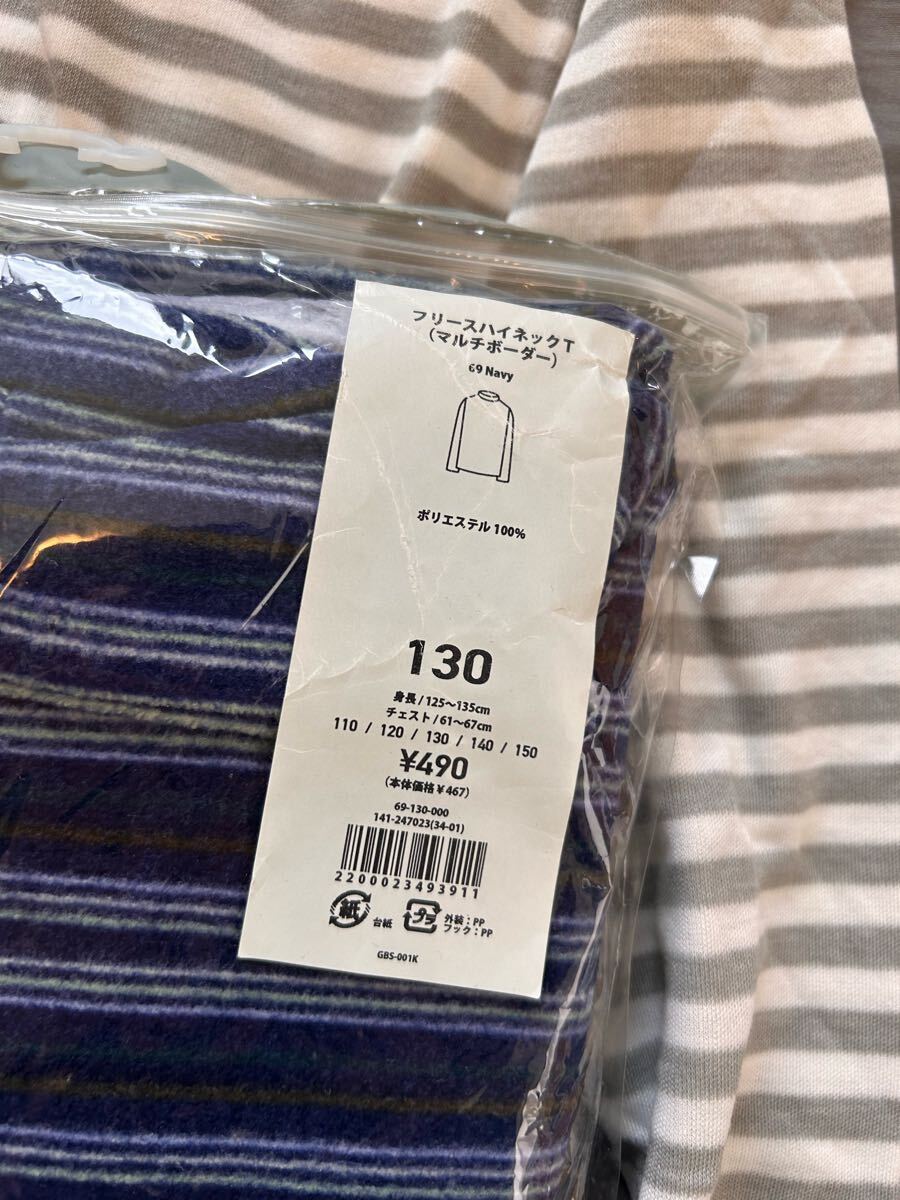 フリースハイネックT
（マルチボーダー）
69 Navy
ポリエステル 100%
130
身長 / 125～135cm
チェスト / 61～67cm
110 / 120 / 130 / 140 / 150
¥490
（本体価格￥467）
69-130-000
141-247023(34-01)
2200023493911
紙 台紙
プラ 外装：PP
フック：PP
GBS-001K